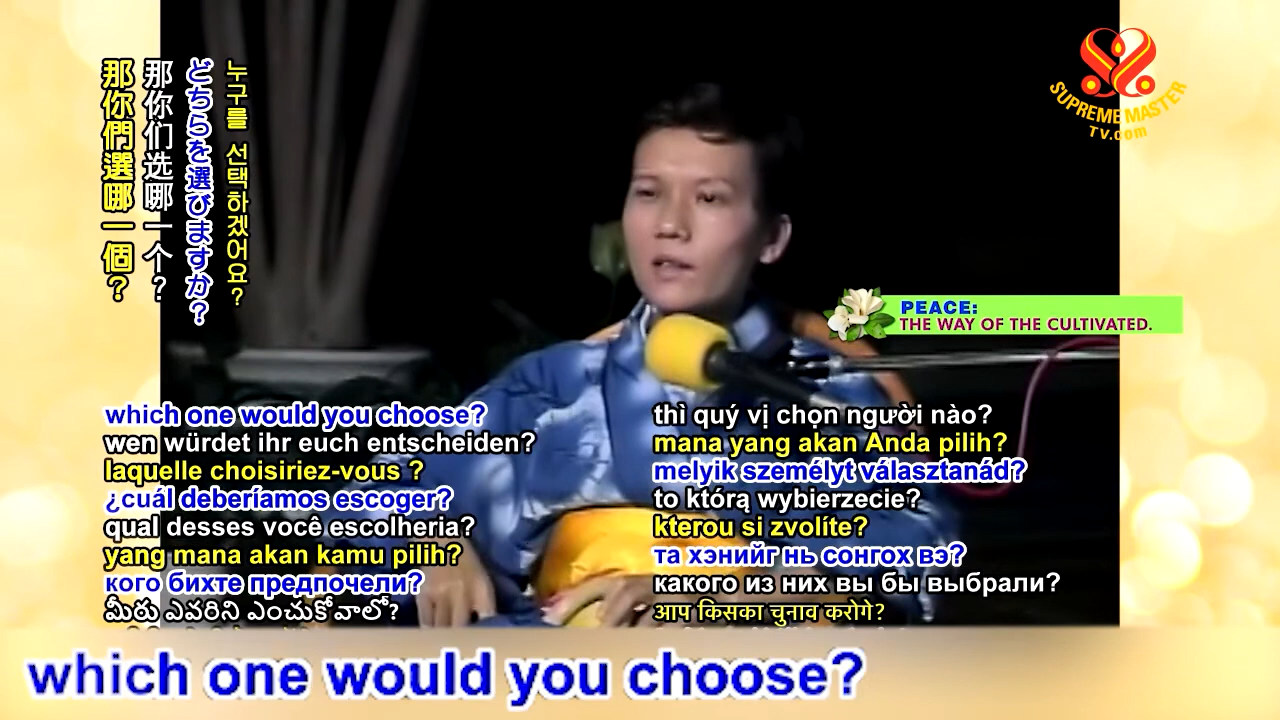 누구를 선택하겠어요?
どちらを選びますか?
那你们选哪一个?
那你們選哪一個?
SUPREME MASTER
TV.com
PEACE:
THE WAY OF THE CULTIVATED.
which one would you choose?
wen würdet ihr euch entscheiden?
laquelle choisiriez-vous ?
¿cuál deberíamos escoger?
qual desses você escolheria?
yang mana akan kamu pilih?
кого бихте предпочели?
మీరు ఎవరిని ఎంచుకోవాలో?
thì quý vị chọn người nào?
mana yang akan Anda pilih?
melyik személyt választanád?
to którą wybierzecie?
kterou si zvolíte?
та хэнийг нь сонгох вэ?
какого из них вы бы выбрали?
आप किसका चुनाव करोगे?
which one would you choose?